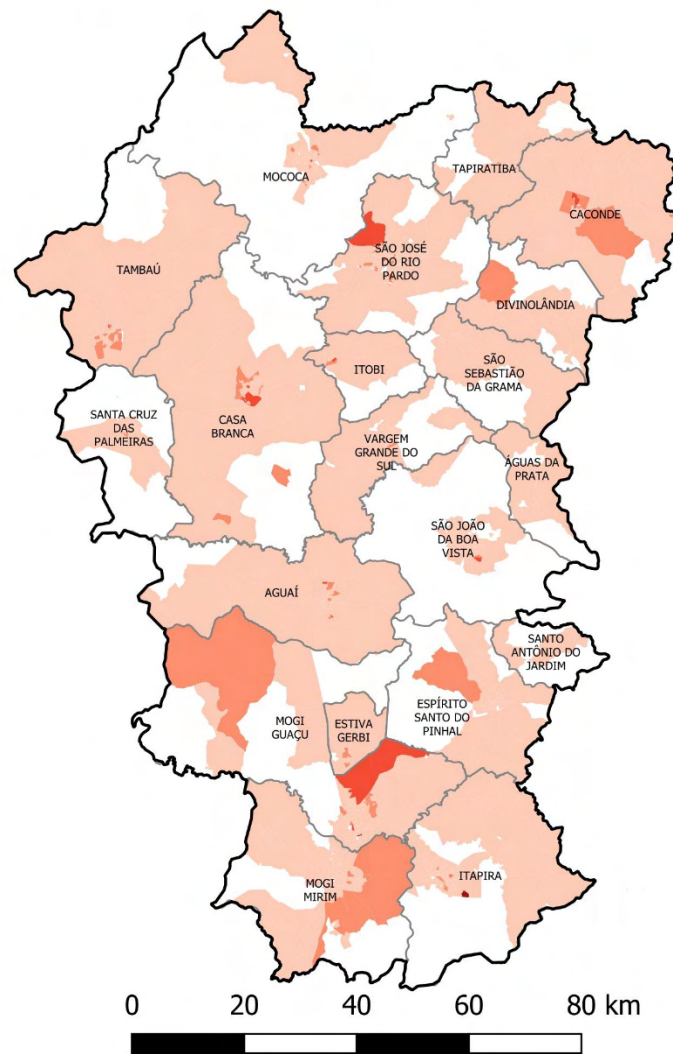 TAPIRATIBA
MOCOCA
CACONDE
SÃO JOSÉ
DO RIO
PARDO
TAMBAÚ
DIVINOLÂNDIA
ITOBI
SÃO
SEBASTIÃO
DA GRAMA
SANTA CRUZ
DAS
PALMEIRAS
CASA
BRANCA
VARGEM
GRANDE DO
SUL
ÁGUAS DA
PRATA
SÃO JOÃO
DA BOA
VISTA
AGUAÍ
SANTO
ANTÔNIO DO
JARDIM
MOGI
GUAÇU
ESTIVA
GERBI
ESPÍRITO
SANTO DO
PINHAL
MOGI
MIRIM
ITAPIRA
0 20 40 60 80 km